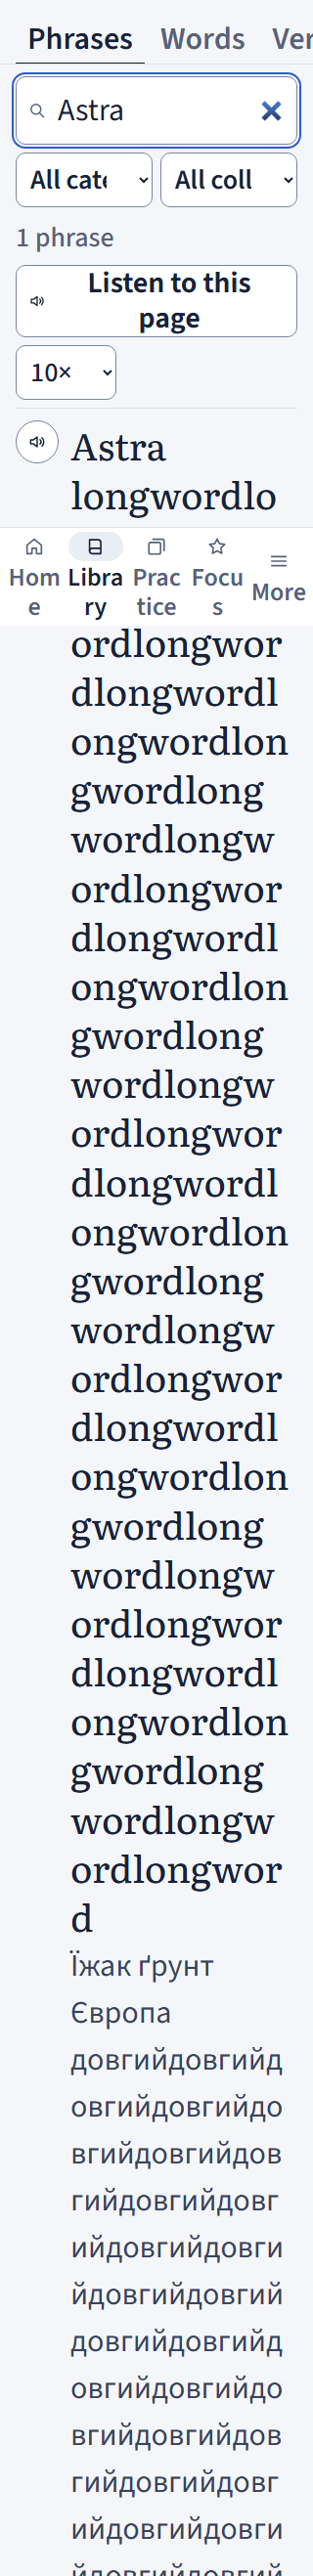 Phrases Words Ver
Astra
All cate All coll
1 phrase
Listen to this
page
10×
Astra
longwordlo
Hom Libra Prac Focu More
e ry tice s
ordlongwor
dlongwordl
ongwordlon
gwordlong
wordlongw
ordlongwor
dlongwordl
ongwordlon
gwordlong
wordlongw
ordlongwor
dlongwordl
ongwordlon
gwordlong
wordlongw
ordlongwor
dlongwordl
ongwordlon
gwordlong
wordlongw
ordlongwor
dlongwordl
ongwordlon
gwordlong
wordlongw
ordlongwor
d
Їжак ґрунт
Європа
довгийдовгийд
овгийдовгийдо
вгийдовгийдов
гийдовгийдовг
ийдовгийдовги
йдовгийдовгий
довгийдовгийд
овгийдовгийдо
вгийдовгийдов
гийдовгийдовг
ийдовгийдовги